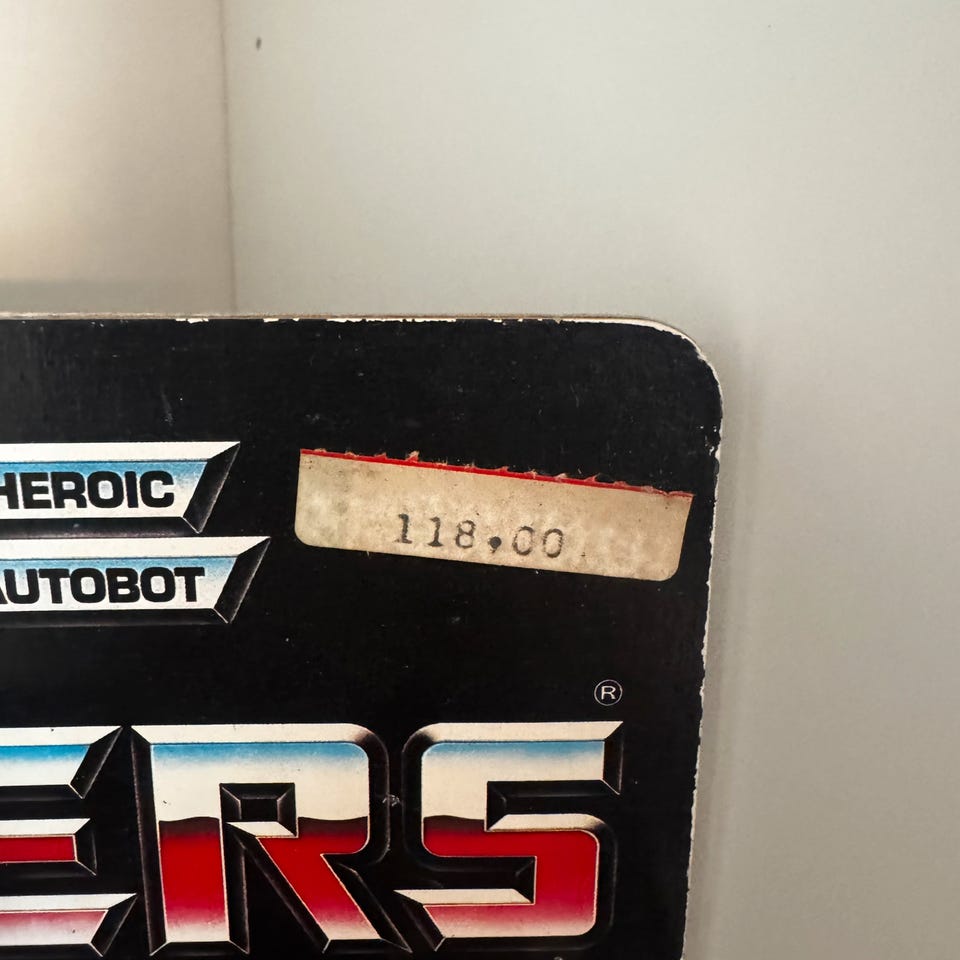 HEROIC
118.00
AUTOBOT
®
ERS